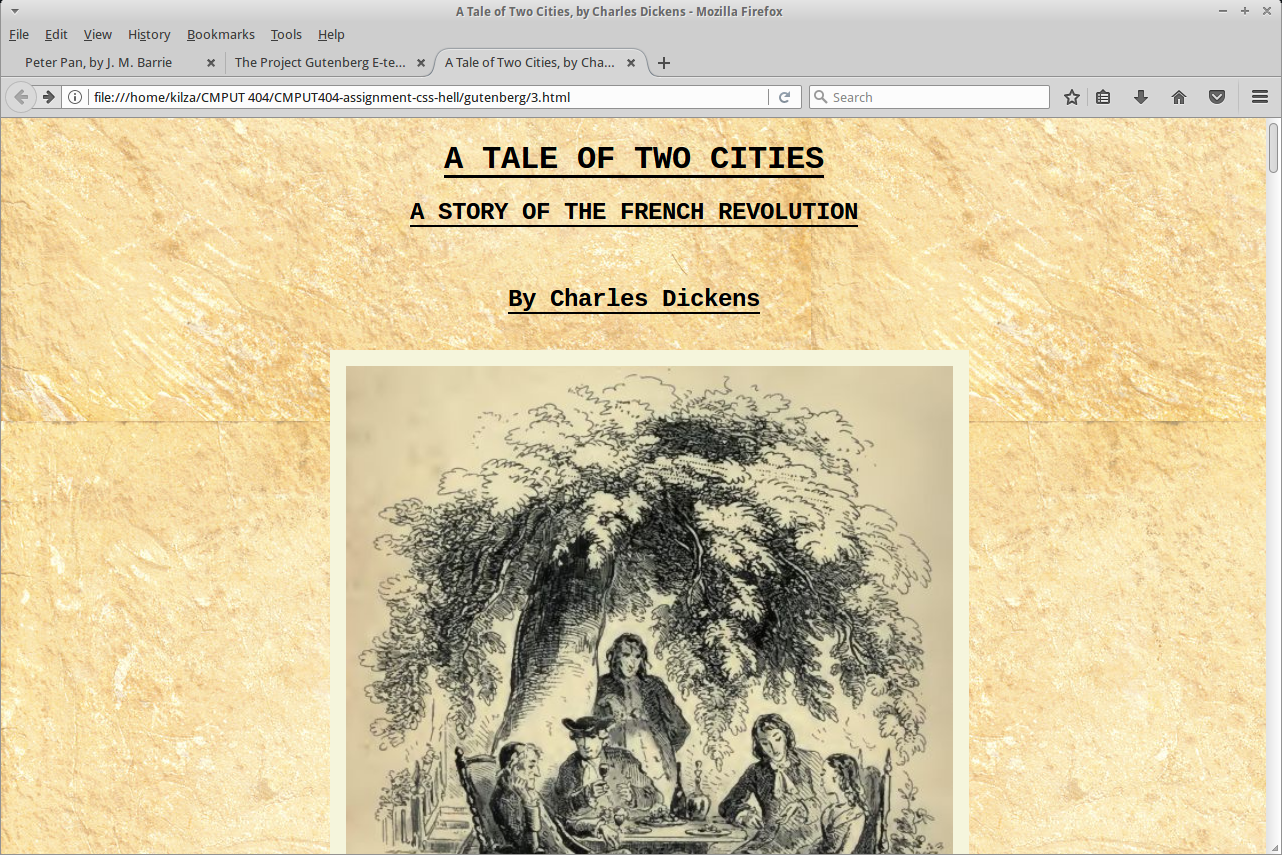 A Tale of Two Cities, by Charles Dickens - Mozilla Firefox
File Edit View History Bookmarks Tools Help
Peter Pan, by J. M. Barrie The Project Gutenberg E-te... A Tale of Two Cities, by Cha...
file:///home/kilza/CMPUT 404/CMPUT404-assignment-css-hell/gutenberg/3.html Search
A TALE OF TWO CITIES
A STORY OF THE FRENCH REVOLUTION
By Charles Dickens